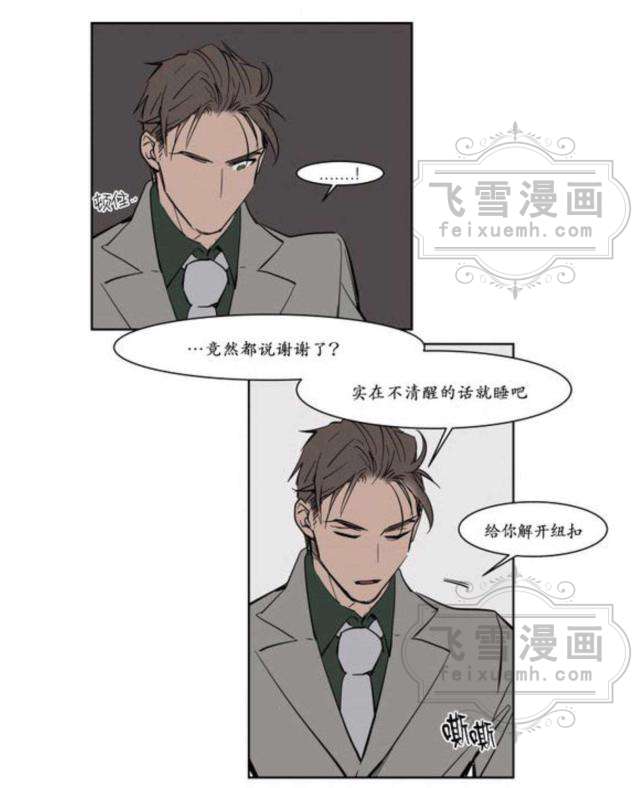 .......!
顿住..
飞雪漫画
feixuemh.com
…竟然都说谢谢了?
实在不清醒的话就睡吧
给你解开纽扣
飞雪漫画
feixuemh.com
嘶嘶